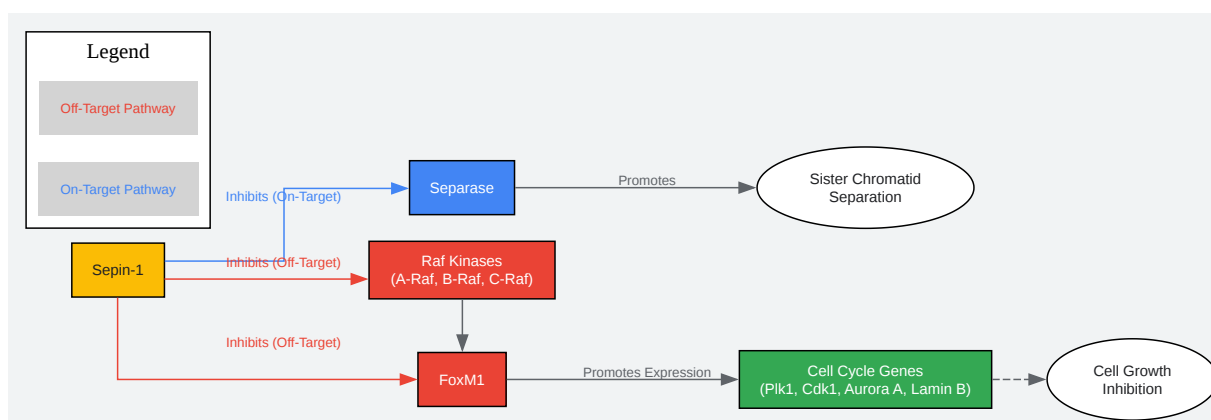 Legend
Off-Target Pathway
On-Target Pathway
Inhibits (On-Target)
Separase
Promotes
Sister Chromatid
Separation
Sepin-1
Inhibits (Off-Target)
Raf Kinases
(A-Raf, B-Raf, C-Raf)
Inhibits (Off-Target)
FoxM1
Promotes Expression
Cell Cycle Genes
(Plk1, Cdk1, Aurora A, Lamin B)
Cell Growth
Inhibition